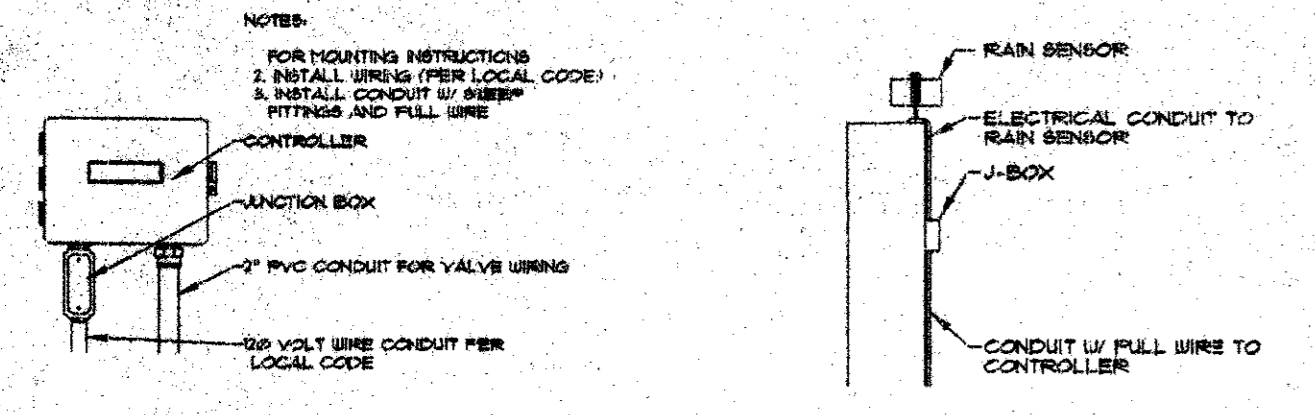 NOTES:
FOR MOUNTING INSTRUCTIONS
2. INSTALL WIRING (PER LOCAL CODE)
3. INSTALL CONDUIT W/ SWEEP
FITTINGS AND PULL WIRE
CONTROLLER
JUNCTION BOX
2" PVC CONDUIT FOR VALVE WIRING
120 VOLT WIRE CONDUIT PER
LOCAL CODE
RAIN SENSOR
ELECTRICAL CONDUIT TO
RAIN SENSOR
J-BOX
CONDUIT W/ PULL WIRE TO
CONTROLLER